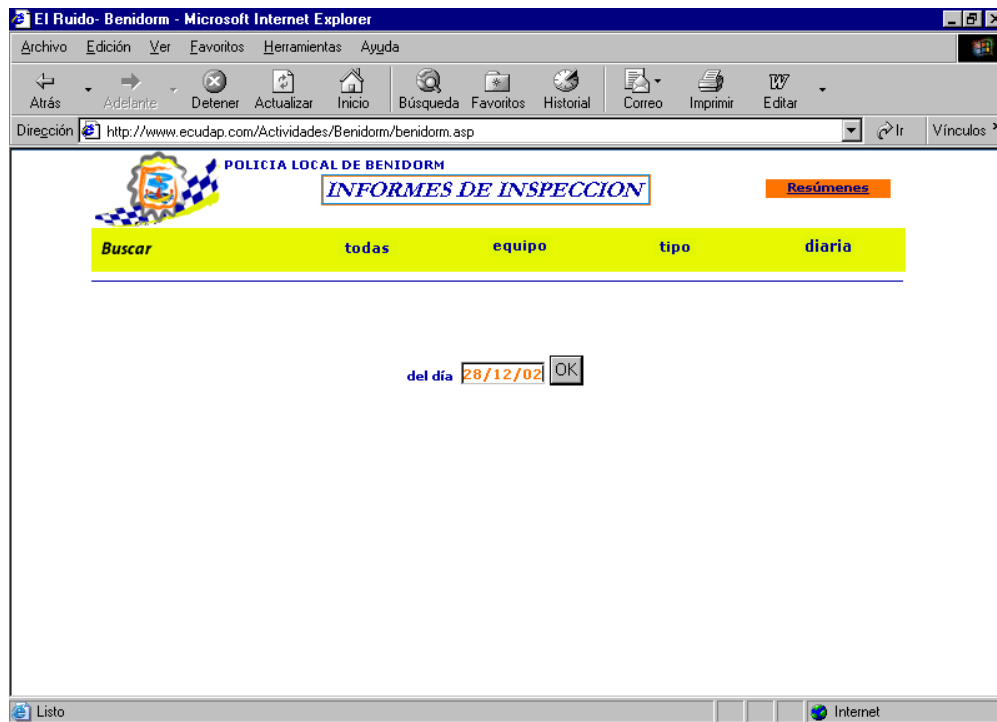 El Ruido- Benidorm - Microsoft Internet Explorer
Archivo Edición Ver Favoritos Herramientas Ayuda
Atrás Adelante Detener Actualizar Inicio Búsqueda Favoritos Historial Correo Imprimir Editar
Dirección http://www.ecudap.com/Actividades/Benidorm/benidorm.asp Ir Vínculos
POLICIA LOCAL DE BENIDORM
INFORMES DE INSPECCION Resúmenes
Buscar todas equipo tipo diaria
del día 28/12/02 OK
Listo Internet